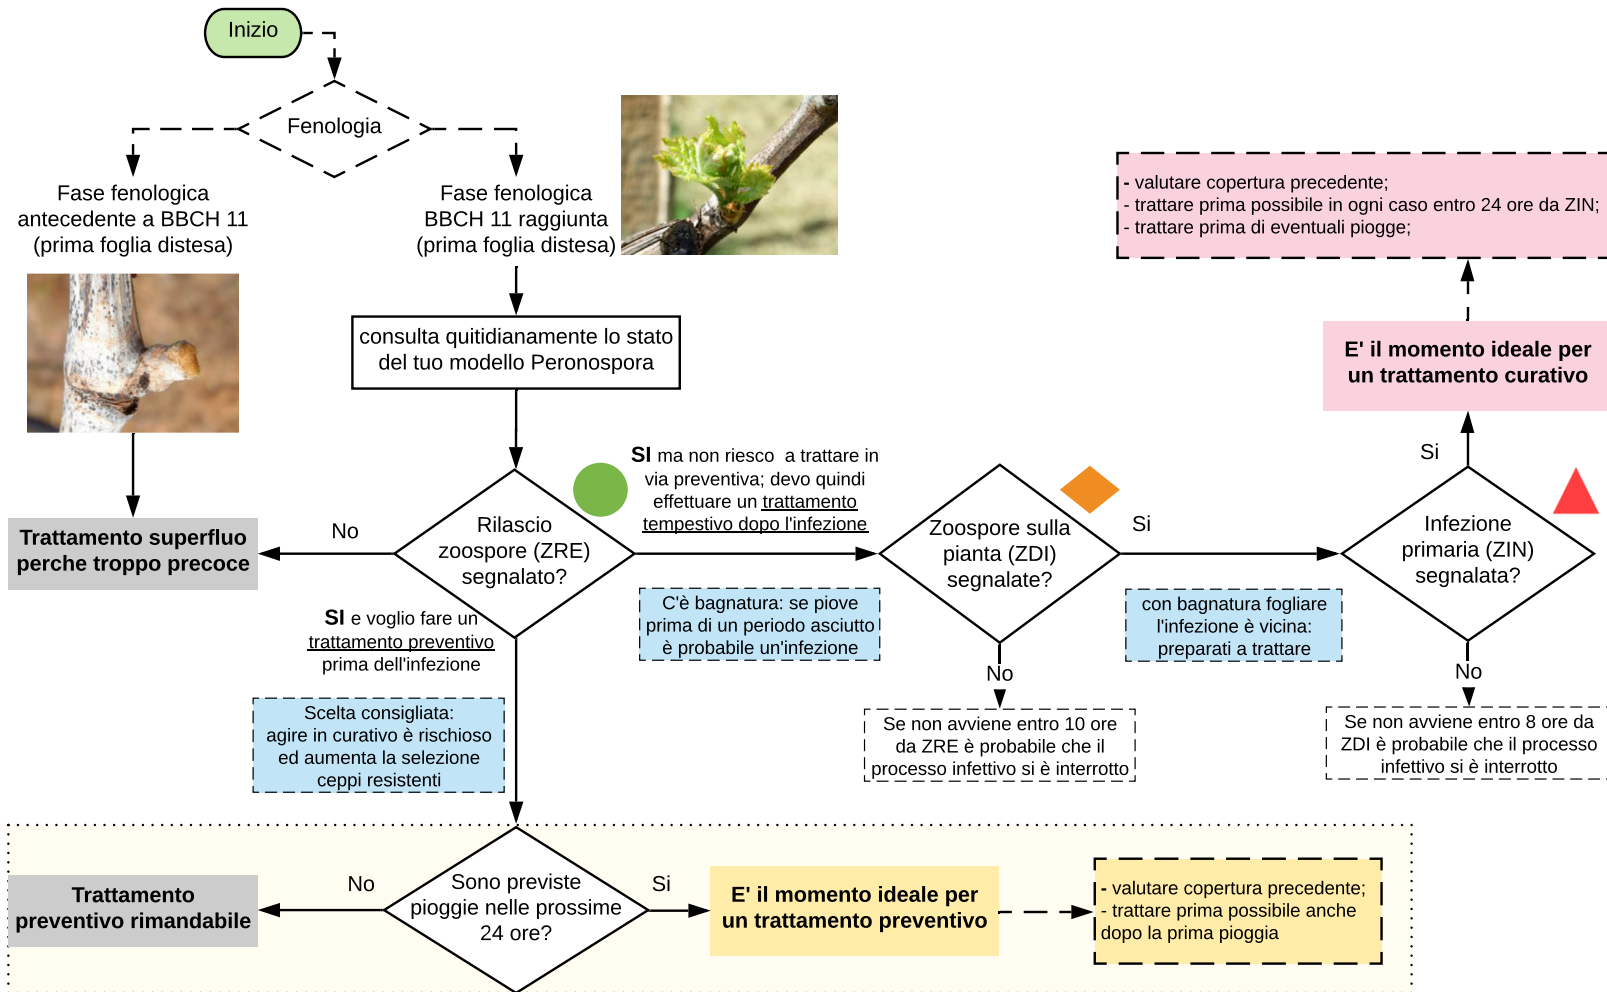 Inizio
Fenologia
Fase fenologica
antecedente a BBCH 11
(prima foglia distesa)
Fase fenologica
BBCH 11 raggiunta
(prima foglia distesa)
consulta quitidianamente lo stato
del tuo modello Peronospora
- valutare copertura precedente;
- trattare prima possibile in ogni caso entro 24 ore da ZIN;
- trattare prima di eventuali piogge;
E' il momento ideale per
un trattamento curativo
Si
Trattamento superfluo
perche troppo precoce
No
Rilascio
zoospore (ZRE)
segnalato?
SI ma non riesco a trattare in
via preventiva; devo quindi
effettuare un trattamento
tempestivo dopo l'infezione
C'è bagnatura: se piove
prima di un periodo asciutto
è probabile un'infezione
Zoospore sulla
pianta (ZDI)
segnalate?
Si
con bagnatura fogliare
l'infezione è vicina:
preparati a trattare
Infezione
primaria (ZIN)
segnalata?
No
Se non avviene entro 10 ore
da ZRE è probabile che il
processo infettivo si è interrotto
No
Se non avviene entro 8 ore da
ZDI è probabile che il processo
infettivo si è interrotto
SI e voglio fare un
trattamento preventivo
prima dell'infezione
Scelta consigliata:
agire in curativo è rischioso
ed aumenta la selezione
ceppi resistenti
Trattamento
preventivo rimandabile
No
Sono previste
pioggie nelle prossime
24 ore?
Si
E' il momento ideale per
un trattamento preventivo
- valutare copertura precedente;
- trattare prima possibile anche
dopo la prima pioggia